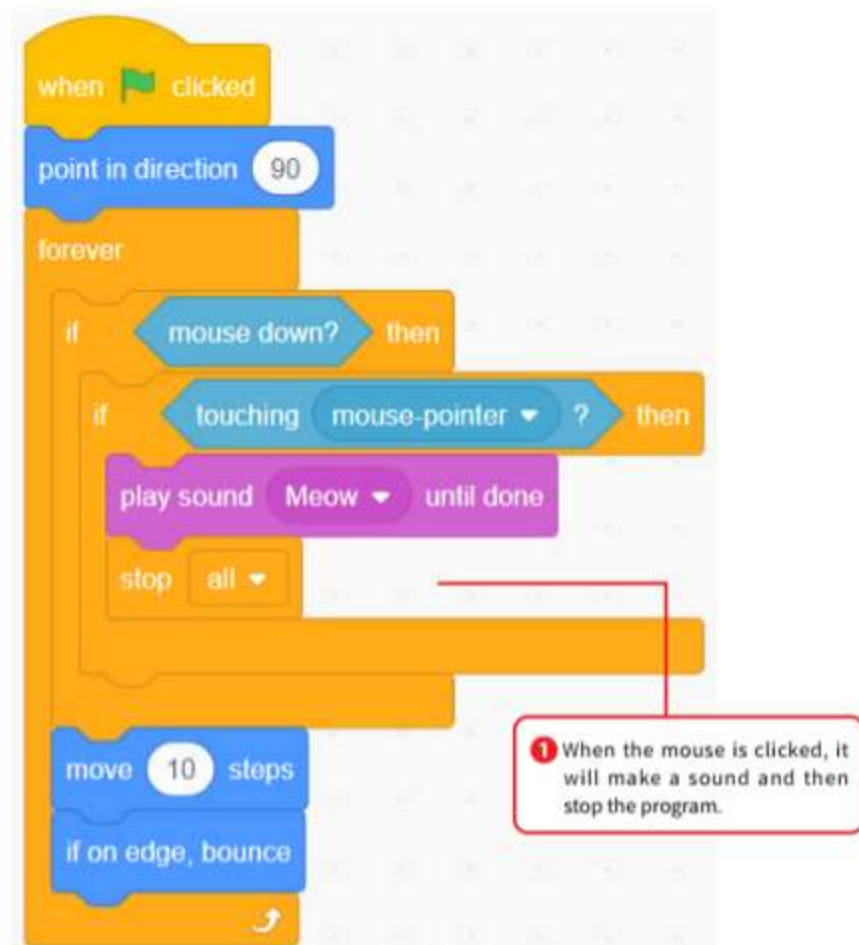 when clicked
point in direction 90
forever
if mouse down? then
if touching mouse-pointer ? then
play sound Meow until done
stop all
move 10 steps
if on edge, bounce
1 When the mouse is clicked, it
will make a sound and then
stop the program.